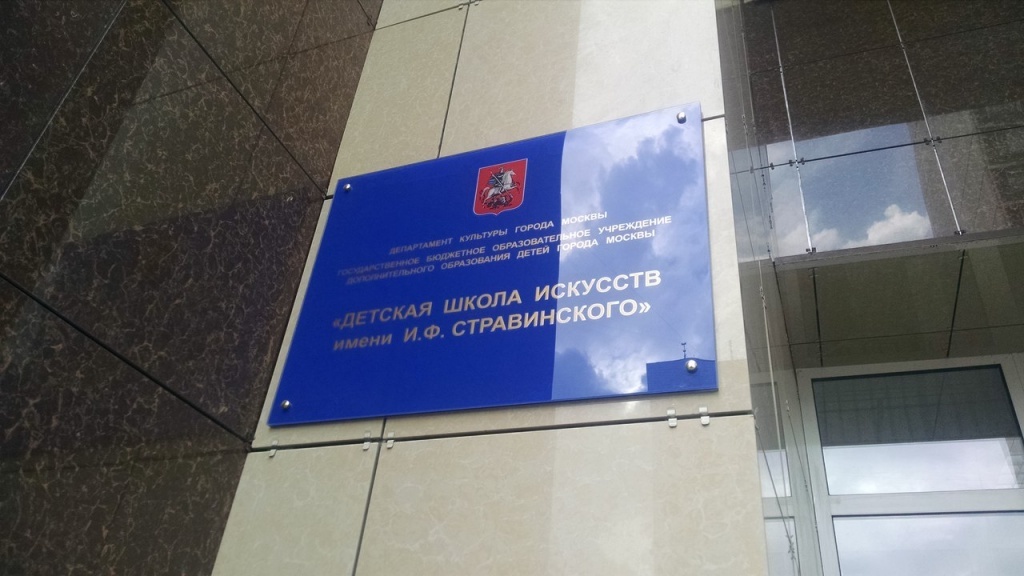 ДЕПАРТАМЕНТ КУЛЬТУРЫ ГОРОДА МОСКВЫ
ГОСУДАРСТВЕННОЕ БЮДЖЕТНОЕ ОБРАЗОВАТЕЛЬНОЕ УЧРЕЖДЕНИЕ
ДОПОЛНИТЕЛЬНОГО ОБРАЗОВАНИЯ ДЕТЕЙ ГОРОДА МОСКВЫ
«ДЕТСКАЯ ШКОЛА ИСКУССТВ
имени И.Ф. СТРАВИНСКОГО»